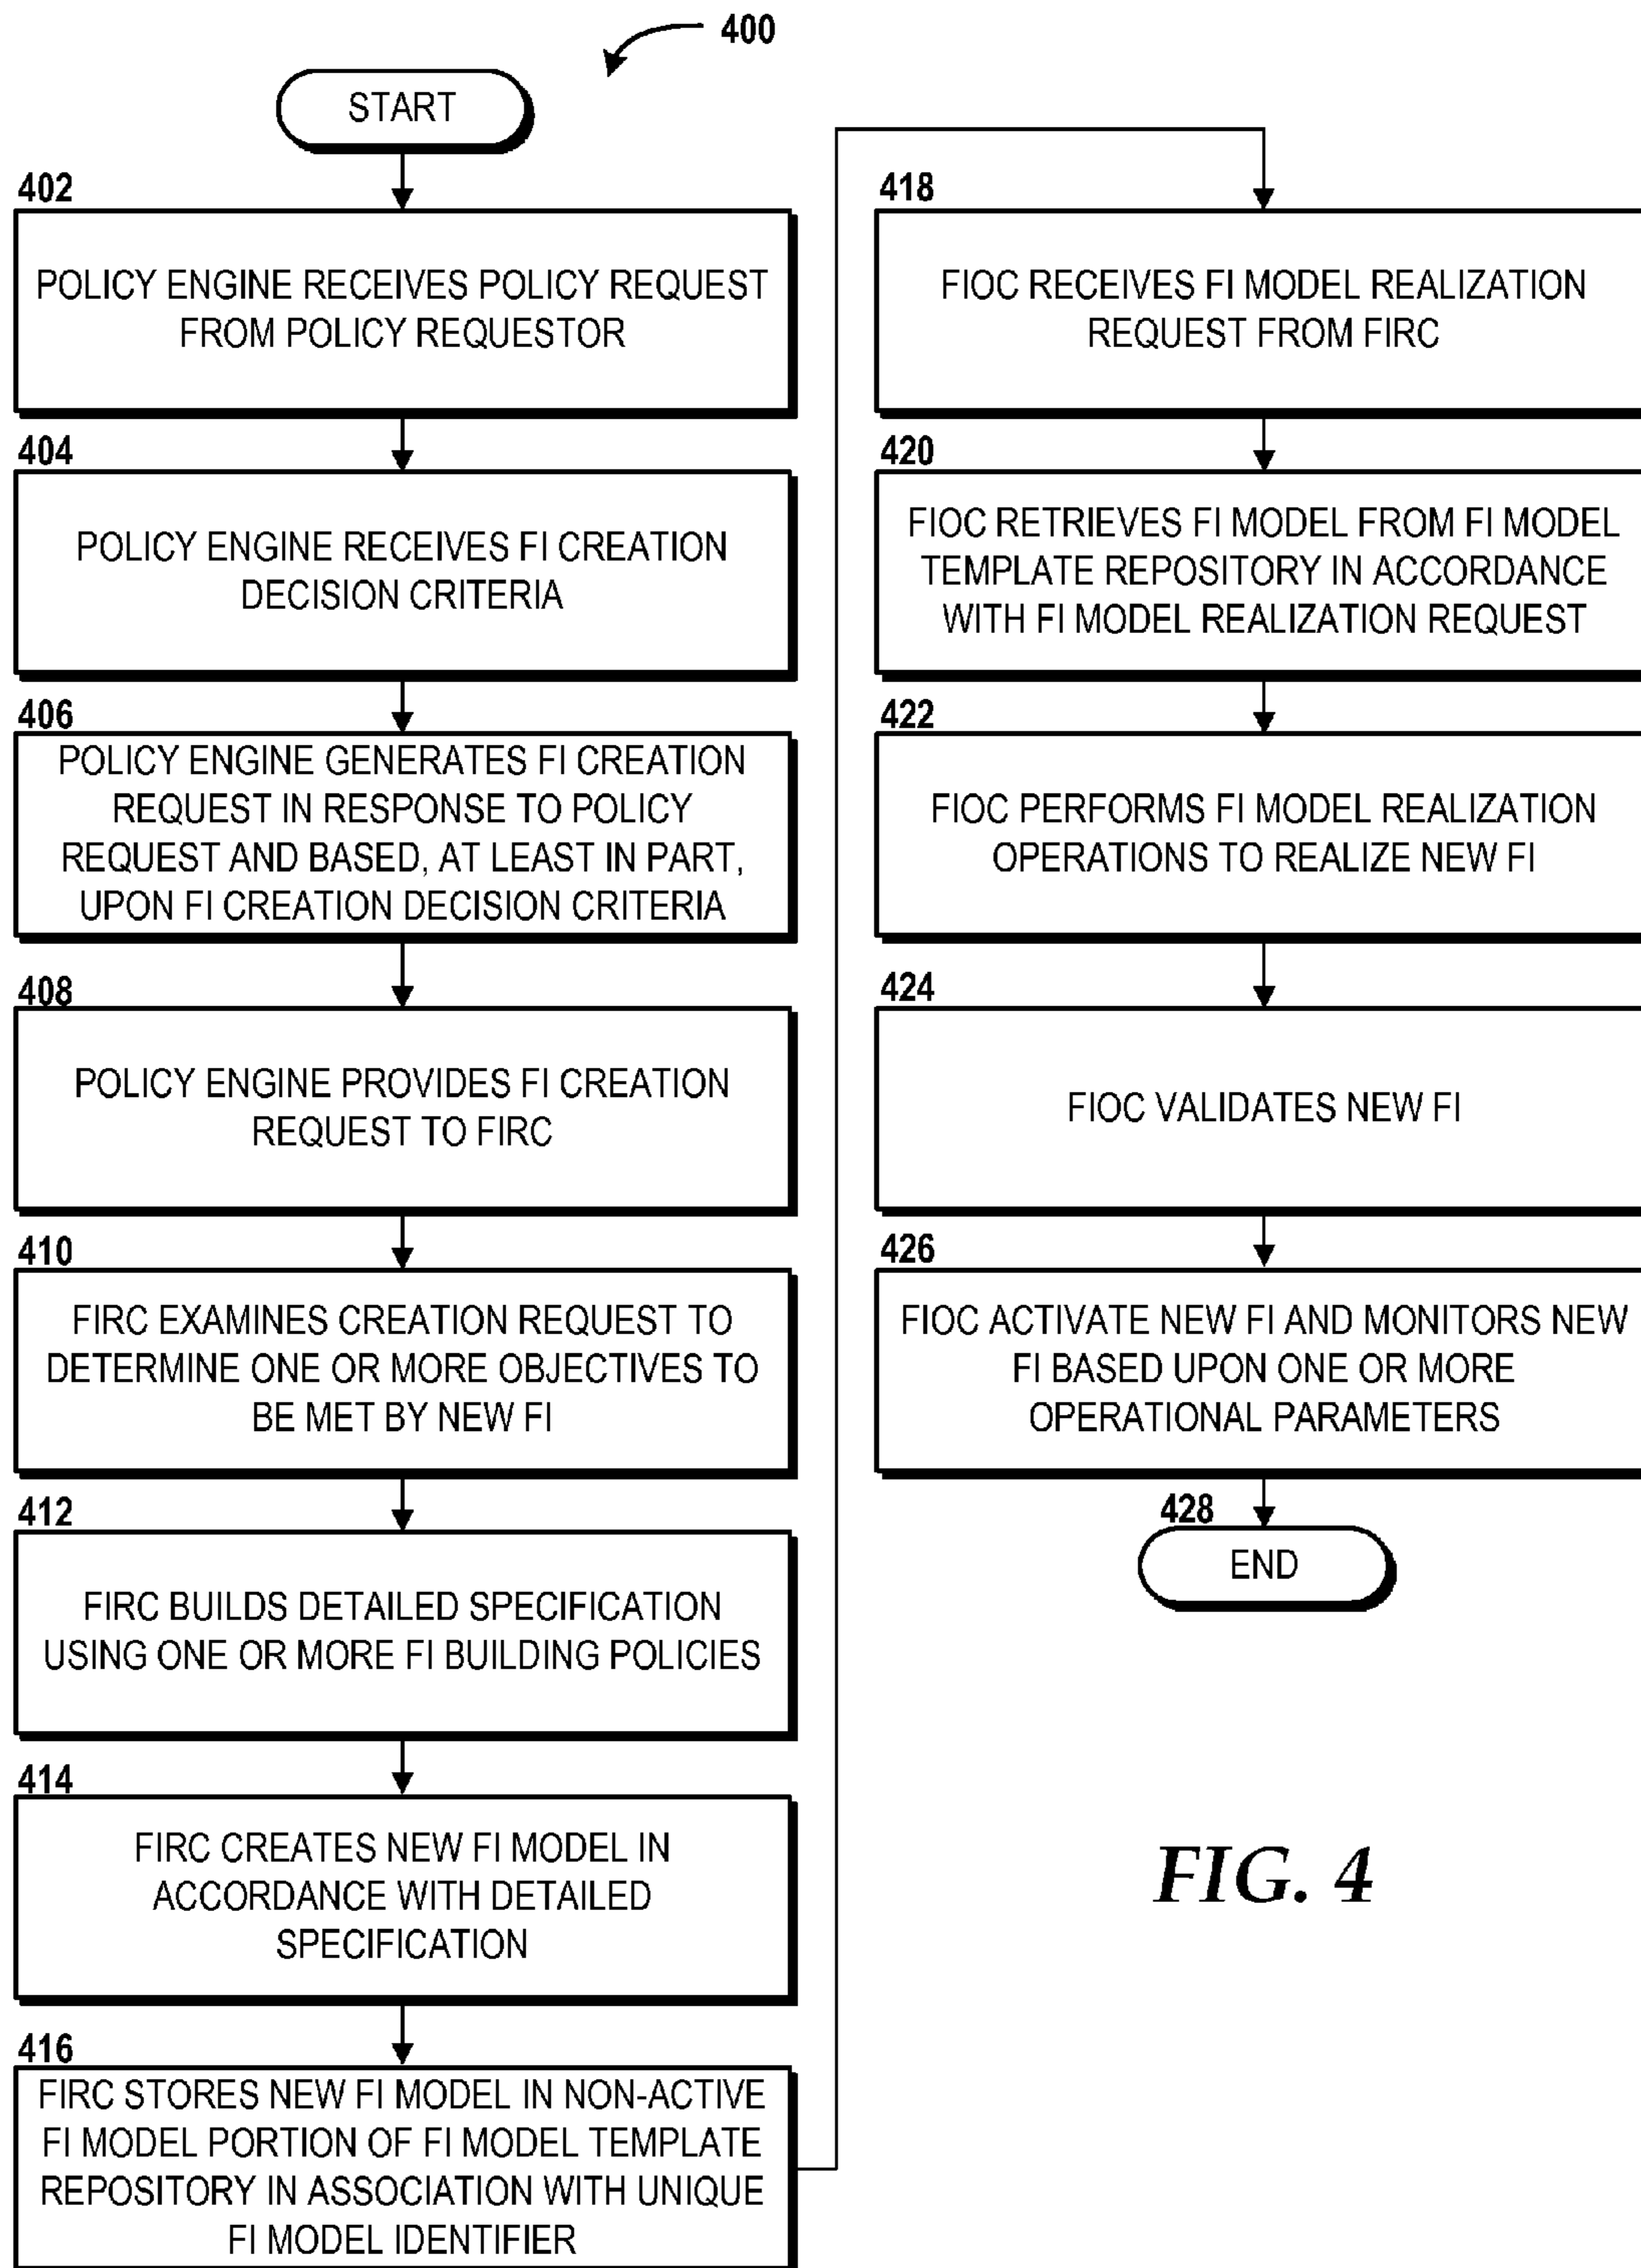 400
START
402
POLICY ENGINE RECEIVES POLICY REQUEST
FROM POLICY REQUESTOR
404
POLICY ENGINE RECEIVES FI CREATION
DECISION CRITERIA
406
POLICY ENGINE GENERATES FI CREATION
REQUEST IN RESPONSE TO POLICY
REQUEST AND BASED, AT LEAST IN PART,
UPON FI CREATION DECISION CRITERIA
408
POLICY ENGINE PROVIDES FI CREATION
REQUEST TO FIRC
410
FIRC EXAMINES CREATION REQUEST TO
DETERMINE ONE OR MORE OBJECTIVES TO
BE MET BY NEW FI
412
FIRC BUILDS DETAILED SPECIFICATION
USING ONE OR MORE FI BUILDING POLICIES
414
FIRC CREATES NEW FI MODEL IN
ACCORDANCE WITH DETAILED
SPECIFICATION
416
FIRC STORES NEW FI MODEL IN NON-ACTIVE
FI MODEL PORTION OF FI MODEL TEMPLATE
REPOSITORY IN ASSOCIATION WITH UNIQUE
FI MODEL IDENTIFIER
418
FIOC RECEIVES FI MODEL REALIZATION
REQUEST FROM FIRC
420
FIOC RETRIEVES FI MODEL FROM FI MODEL
TEMPLATE REPOSITORY IN ACCORDANCE
WITH FI MODEL REALIZATION REQUEST
422
FIOC PERFORMS FI MODEL REALIZATION
OPERATIONS TO REALIZE NEW FI
424
FIOC VALIDATES NEW FI
426
FIOC ACTIVATE NEW FI AND MONITORS NEW
FI BASED UPON ONE OR MORE
OPERATIONAL PARAMETERS
428
END
FIG. 4